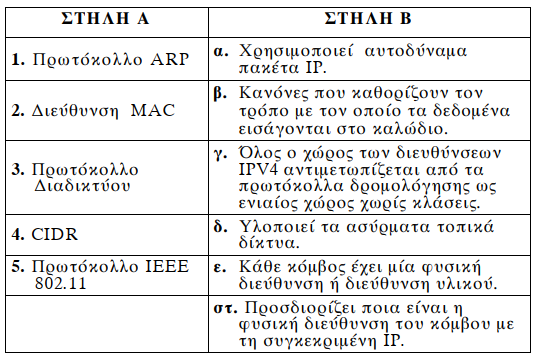 ΣΤΗΛΗ Α
ΣΤΗΛΗ Β
1. Πρωτόκολλο ARP
α. Χρησιμοποιεί αυτοδύναμα
πακέτα IP.
2. Διεύθυνση MAC
β. Κανόνες που καθορίζουν τον
τρόπο με τον οποίο τα δεδομένα
εισάγονται στο καλώδιο.
3. Πρωτόκολλο
Διαδικτύου
γ. Όλος ο χώρος των διευθύνσεων
IPV4 αντιμετωπίζεται από τα
πρωτόκολλα δρομολόγησης ως
ενιαίος χώρος χωρίς κλάσεις.
4. CIDR
δ. Υλοποιεί τα ασύρματα τοπικά
δίκτυα.
5. Πρωτόκολλο IEEE
802.11
ε. Κάθε κόμβος έχει μία φυσική
διεύθυνση ή διεύθυνση υλικού.
στ. Προσδιορίζει ποια είναι η
φυσική διεύθυνση του κόμβου με
τη συγκεκριμένη IP.